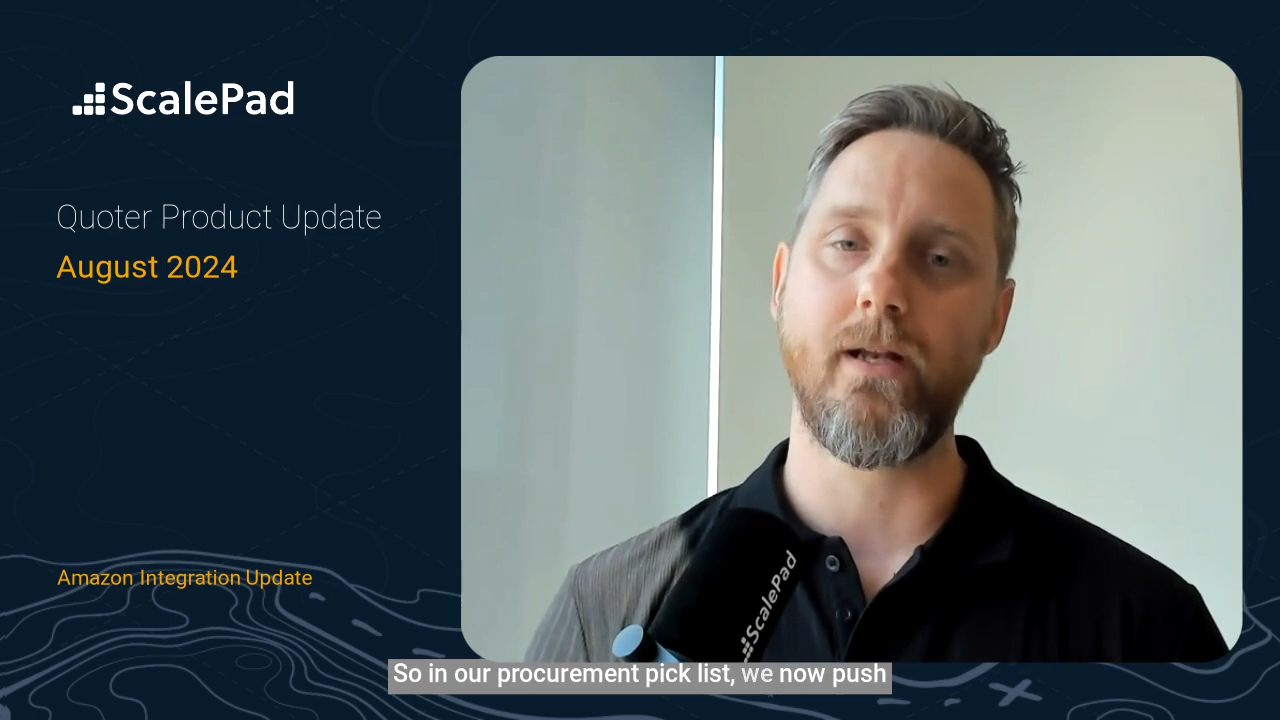 ScalePad
Quoter Product Update
August 2024
Amazon Integration Update
ScalePad
So in our procurement pick list, we now push